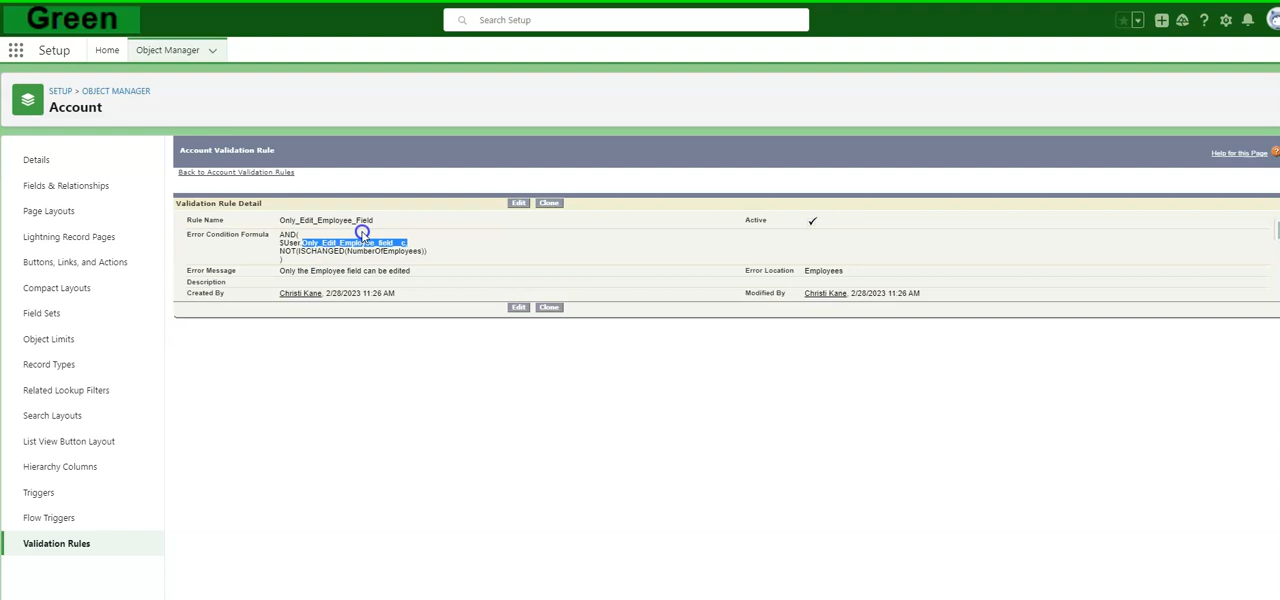 Green
Search Setup
Setup
Home
Object Manager
SETUP > OBJECT MANAGER
Account
Details
Fields & Relationships
Page Layouts
Lightning Record Pages
Buttons, Links, and Actions
Compact Layouts
Field Sets
Object Limits
Record Types
Related Lookup Filters
Search Layouts
List View Button Layout
Hierarchy Columns
Triggers
Flow Triggers
Validation Rules
Account Validation Rule
Help for this Page
Back to Account Validation Rules
Validation Rule Detail
Edit
Clone
Rule Name
Only_Edit_Employee_Field
Active
Error Condition Formula
AND(
$User.Only_Edit_Employee_field__c,
NOT(ISCHANGED(NumberOfEmployees))
)
Error Message
Only the Employee field can be edited
Error Location
Employees
Description
Created By
Christi Kane, 2/28/2023 11:26 AM
Modified By
Christi Kane, 2/28/2023 11:26 AM
Edit
Clone